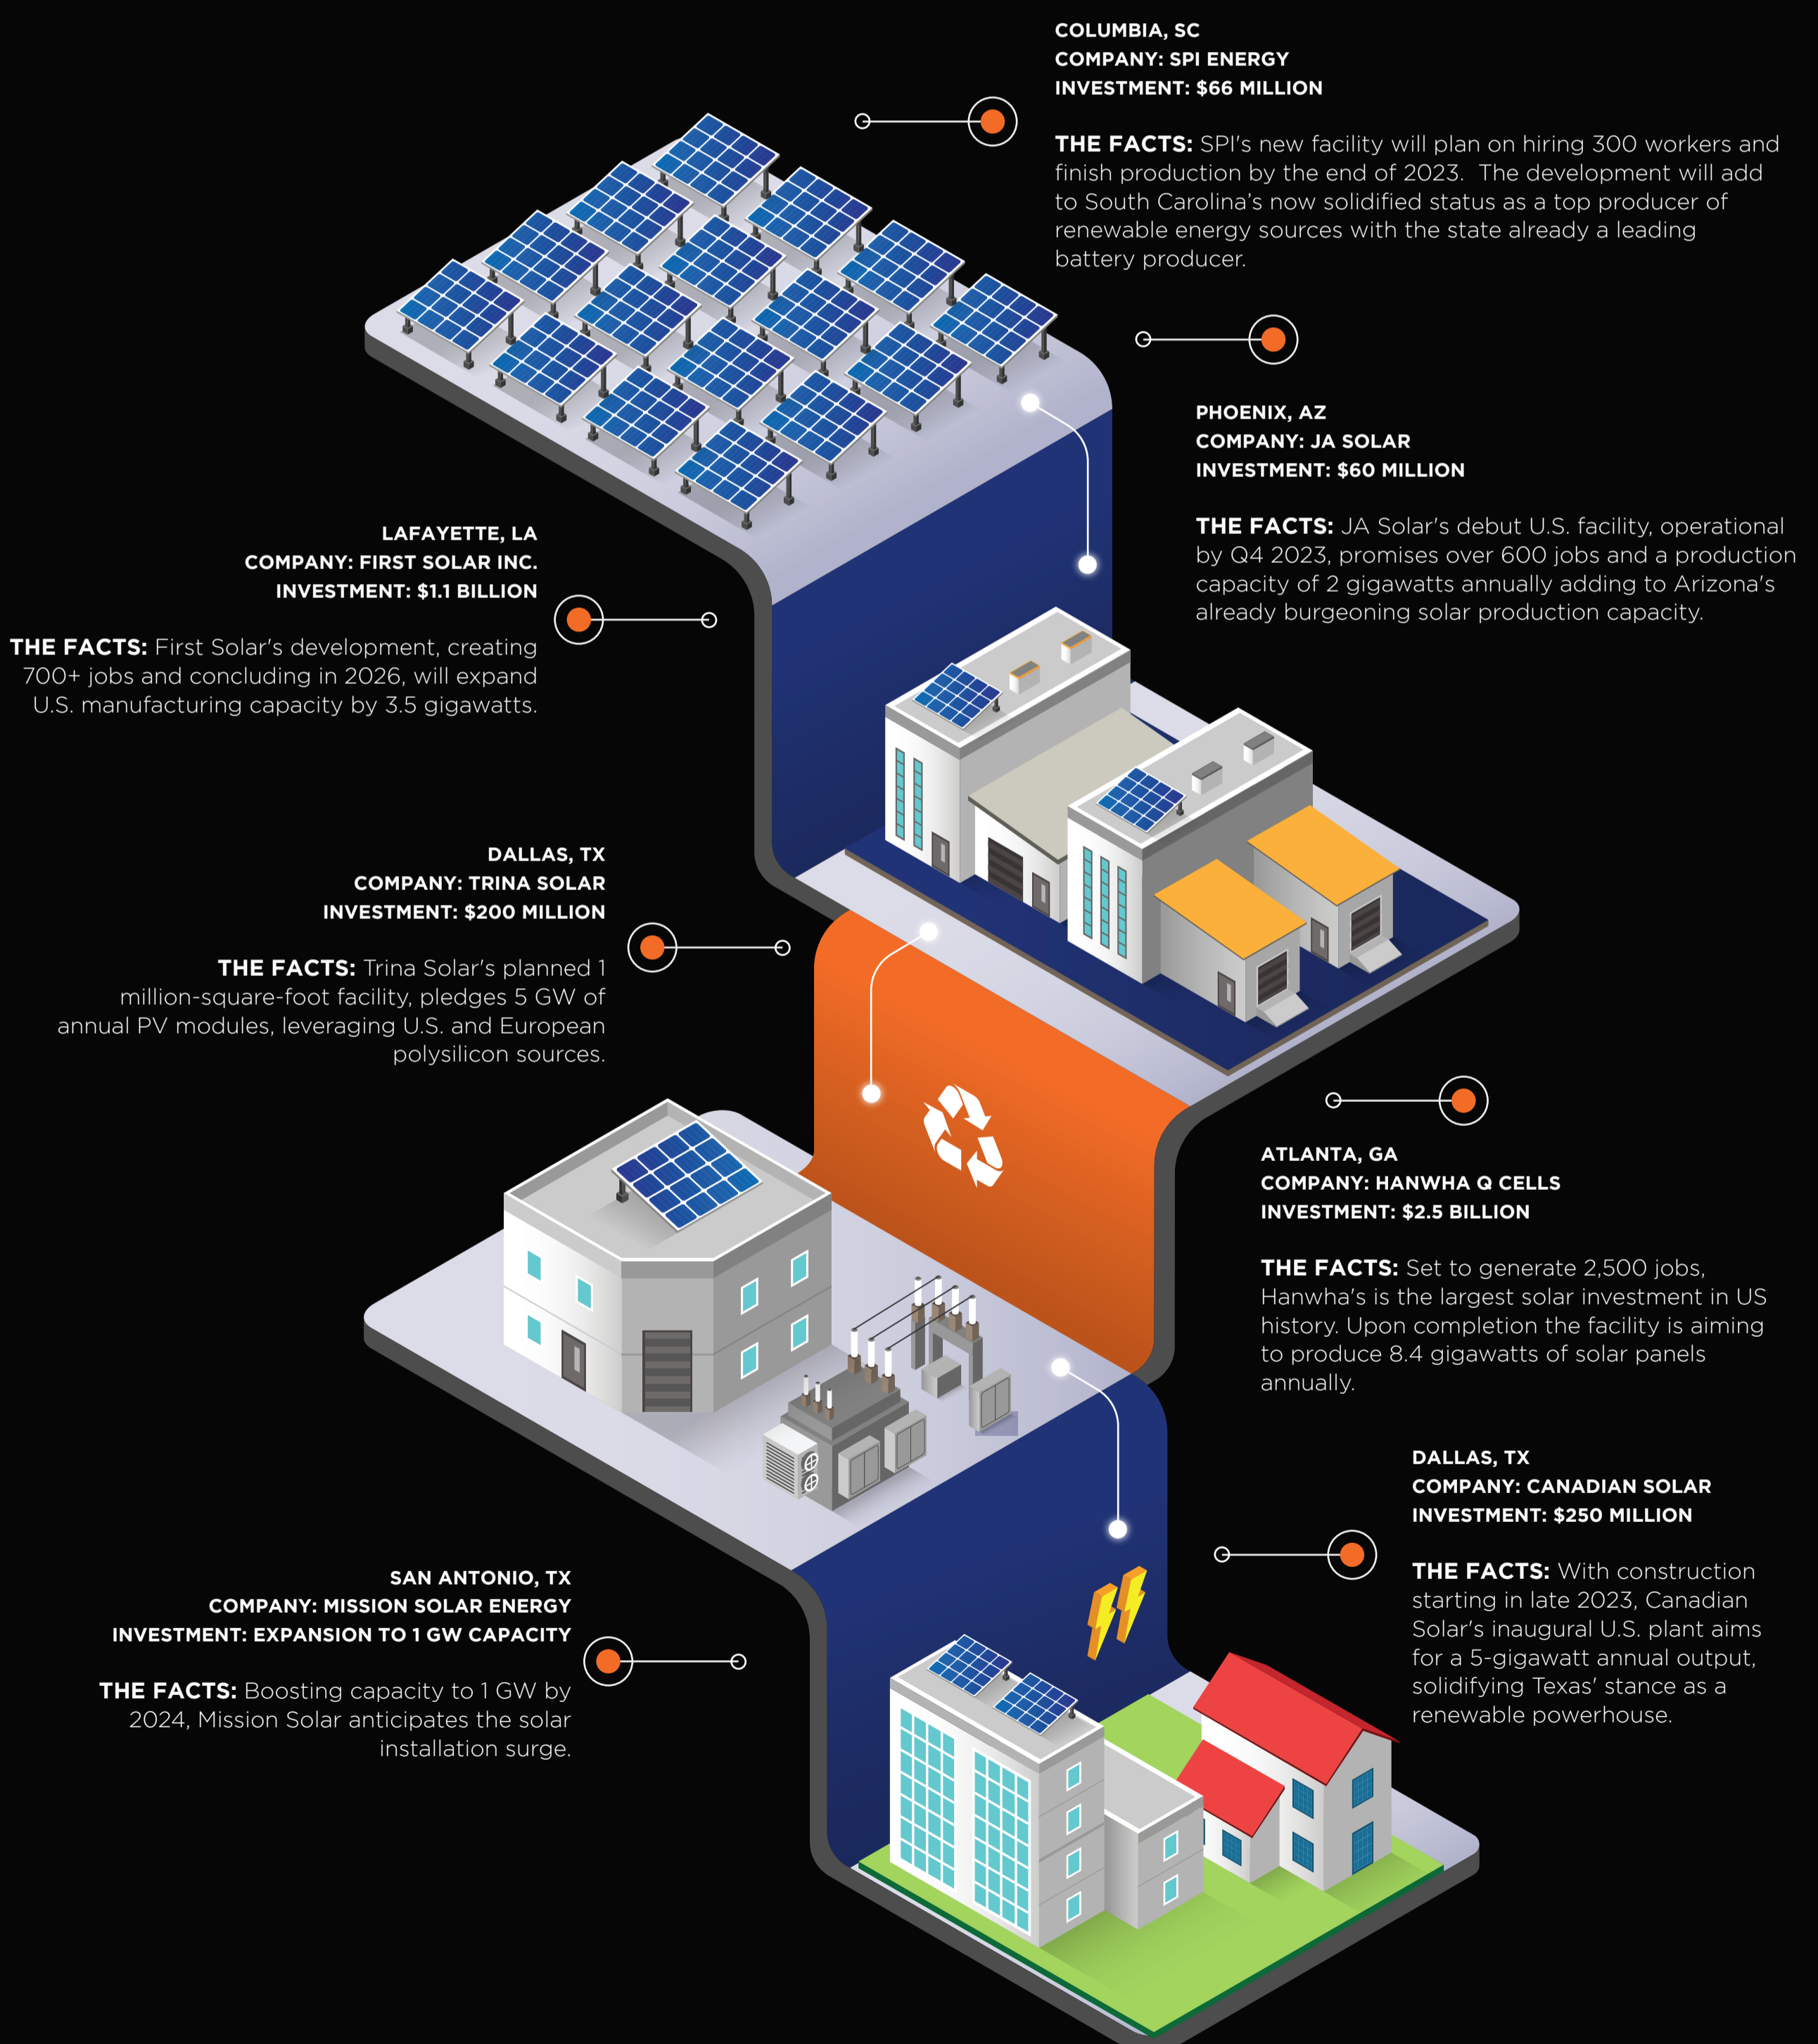 COLUMBIA, SC
COMPANY: SPI ENERGY
INVESTMENT: $66 MILLION
THE FACTS: SPI's new facility will plan on hiring 300 workers and
finish production by the end of 2023.  The development will add
to South Carolina's now solidified status as a top producer of
renewable energy sources with the state already a leading
battery producer.
PHOENIX, AZ
COMPANY: JA SOLAR
INVESTMENT: $60 MILLION
THE FACTS: JA Solar's debut U.S. facility, operational
by Q4 2023, promises over 600 jobs and a production
capacity of 2 gigawatts annually adding to Arizona's
already burgeoning solar production capacity.
LAFAYETTE, LA
COMPANY: FIRST SOLAR INC.
INVESTMENT: $1.1 BILLION
THE FACTS: First Solar's development, creating
700+ jobs and concluding in 2026, will expand
U.S. manufacturing capacity by 3.5 gigawatts.
DALLAS, TX
COMPANY: TRINA SOLAR
INVESTMENT: $200 MILLION
THE FACTS: Trina Solar's planned 1
million-square-foot facility, pledges 5 GW of
annual PV modules, leveraging U.S. and European
polysilicon sources.
ATLANTA, GA
COMPANY: HANWHA Q CELLS
INVESTMENT: $2.5 BILLION
THE FACTS: Set to generate 2,500 jobs,
Hanwha's is the largest solar investment in US
history. Upon completion the facility is aiming
to produce 8.4 gigawatts of solar panels
annually.
DALLAS, TX
COMPANY: CANADIAN SOLAR
INVESTMENT: $250 MILLION
THE FACTS: With construction
starting in late 2023, Canadian
Solar's inaugural U.S. plant aims
for a 5-gigawatt annual output,
solidifying Texas' stance as a
renewable powerhouse.
SAN ANTONIO, TX
COMPANY: MISSION SOLAR ENERGY
INVESTMENT: EXPANSION TO 1 GW CAPACITY
THE FACTS: Boosting capacity to 1 GW by
2024, Mission Solar anticipates the solar
installation surge.